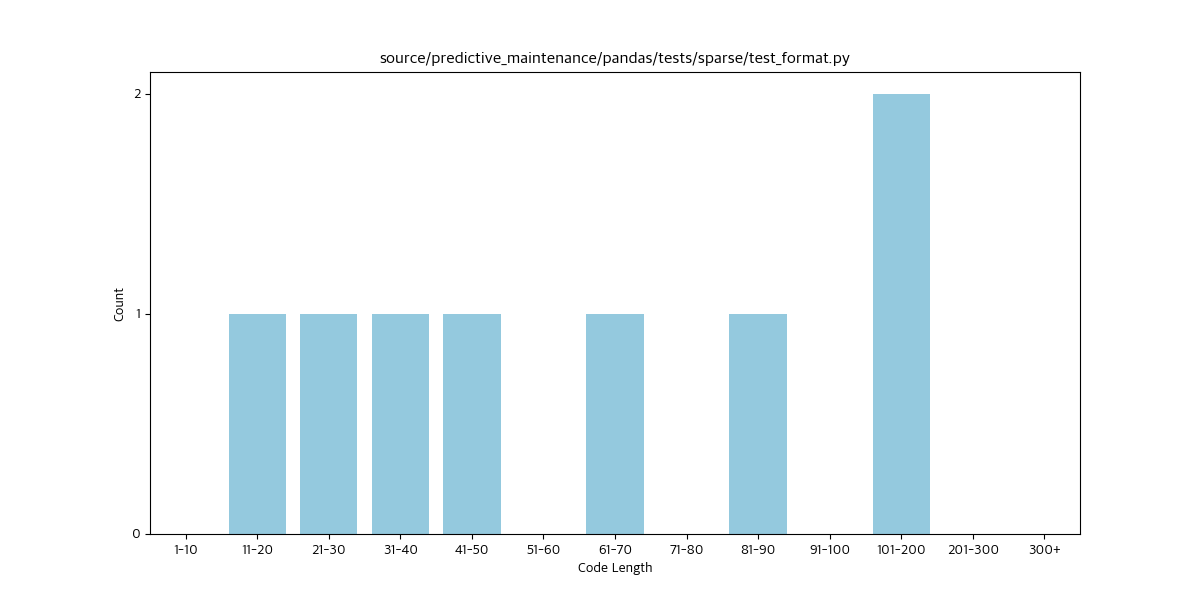 source/predictive_maintenance/pandas/tests/sparse/test_format.py
2
1
0
Count
1-10 11-20 21-30 31-40 41-50 51-60 61-70 71-80 81-90 91-100 101-200 201-300 300+
Code Length